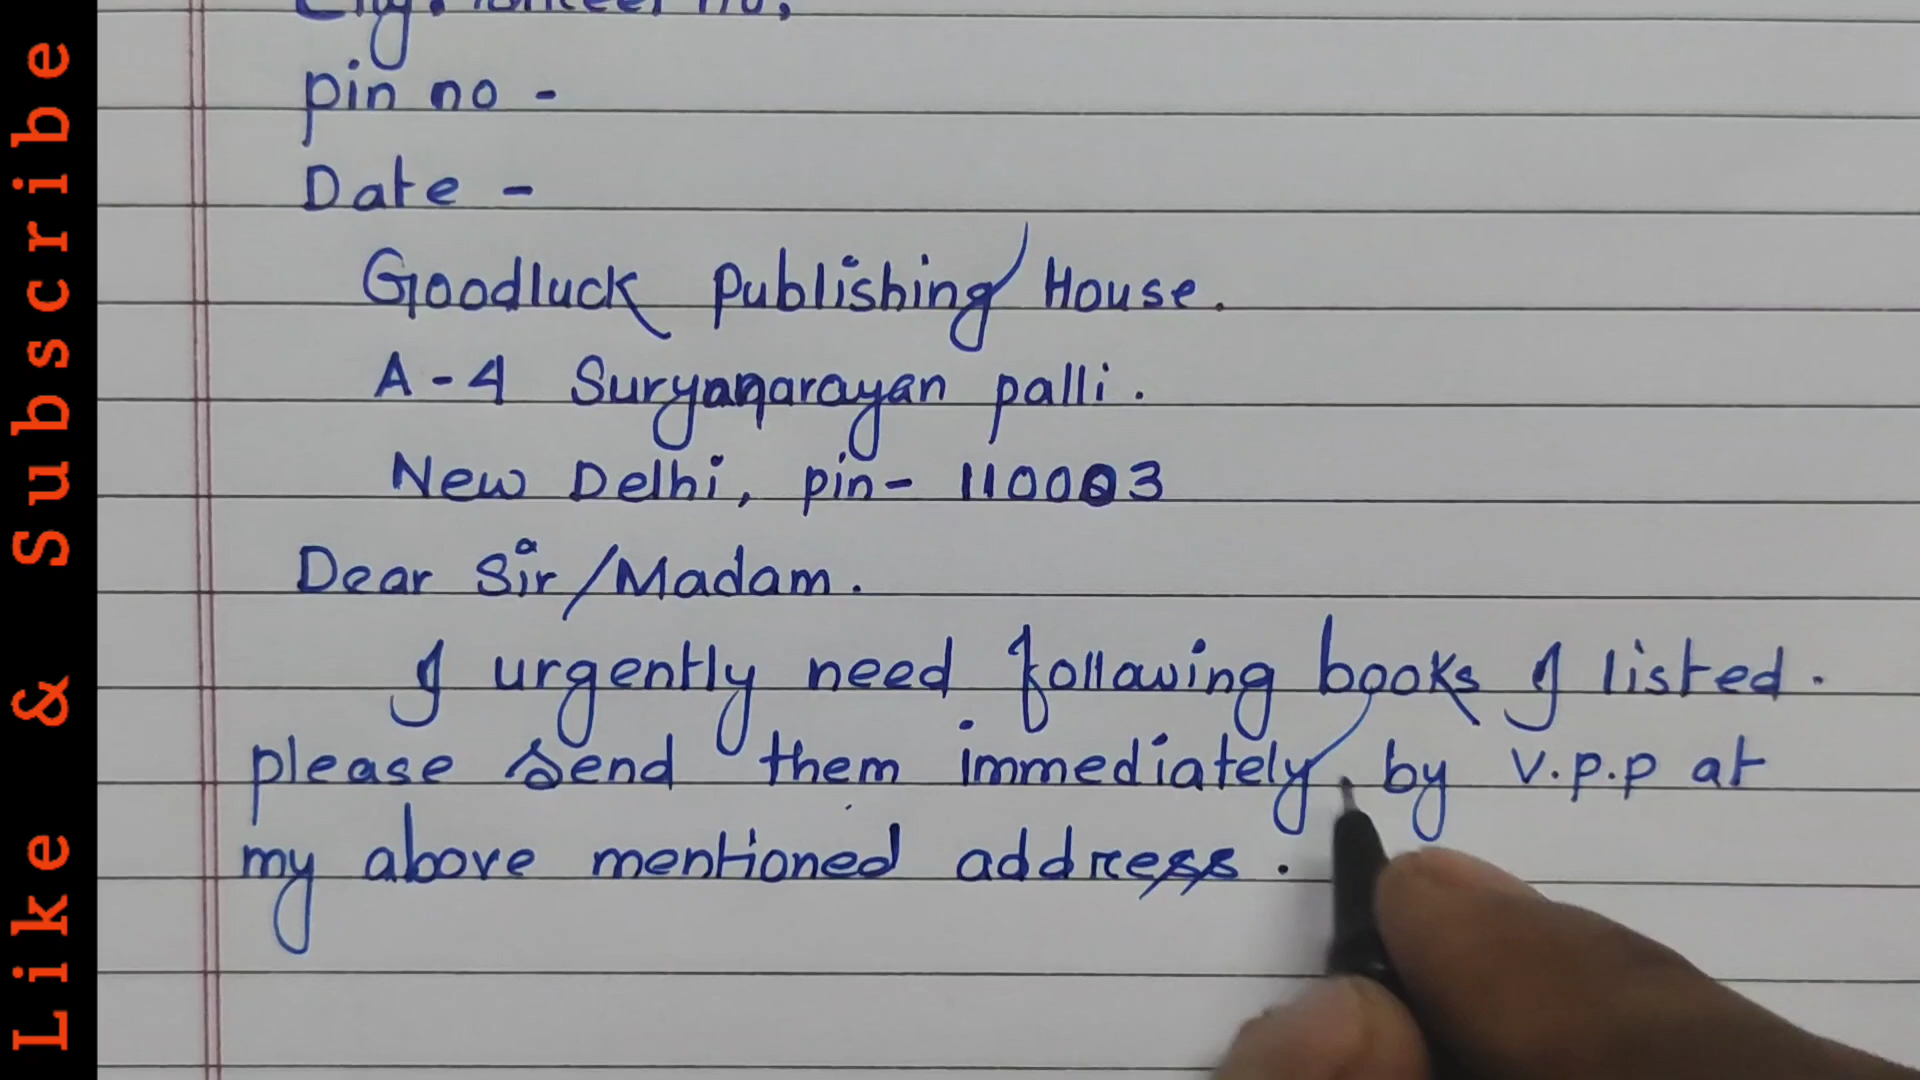 Like & Subscribe
pin no -
Date -
Goodluck publishing House.
A-4 Suryanarayan palli.
New Delhi, pin- 110003
Dear Sir/Madam.
I urgently need following books I listed.
please send them immediately. by v.p.p at
my above mentioned address.